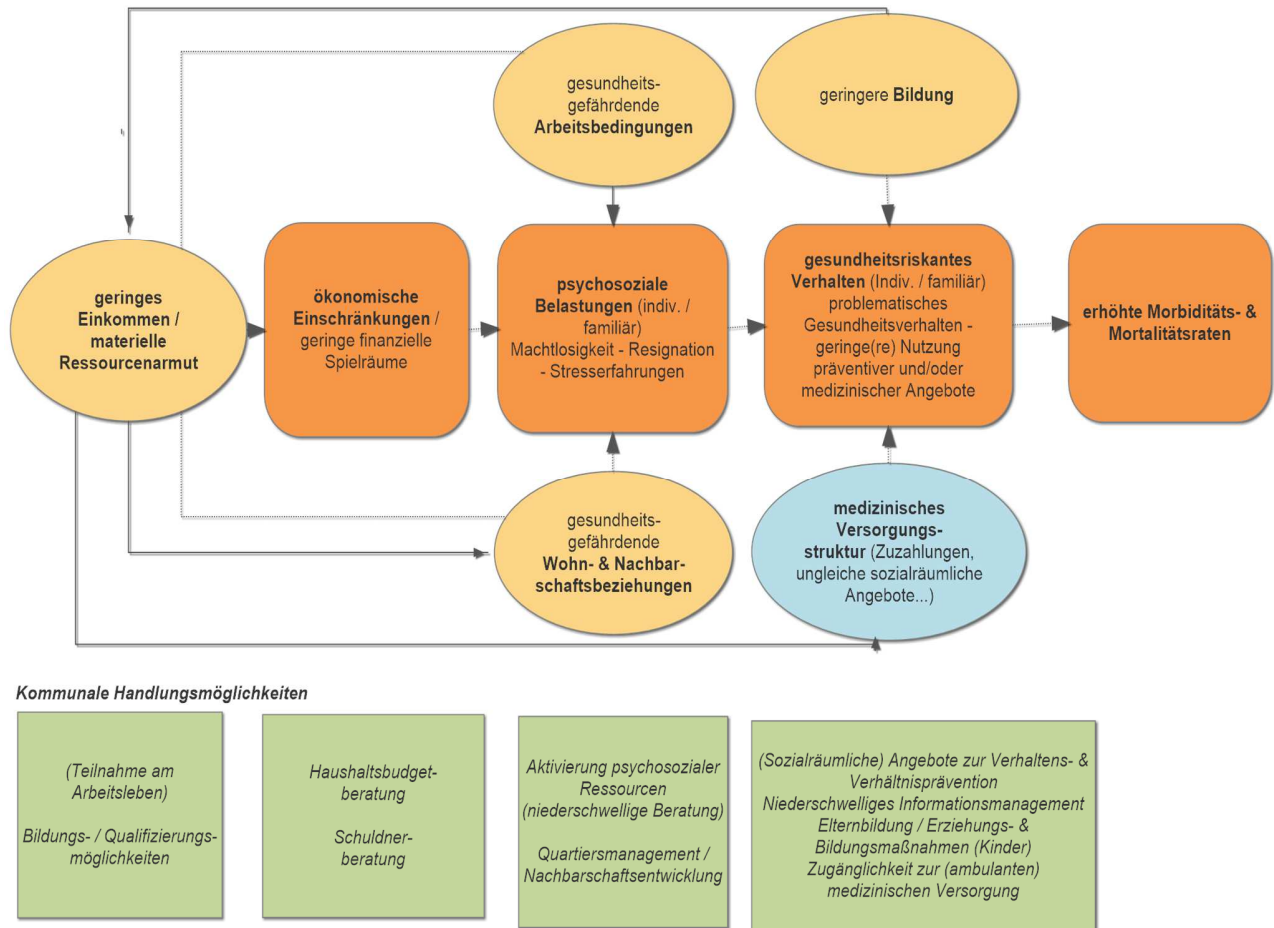 gesundheits-
gefährdende
Arbeitsbedingungen
geringere Bildung
geringes
Einkommen /
materielle
Ressourcenarmut
ökonomische
Einschränkungen /
geringe finanzielle
Spielräume
psychosoziale
Belastungen (indiv. /
familiär)
Machtlosigkeit - Resignation
- Stresserfahrungen
gesundheitsriskantes
Verhalten (Indiv. / familiär)
problematisches
Gesundheitsverhalten -
geringe(re) Nutzung
präventiver und/oder
medizinischer Angebote
erhöhte Morbiditäts- &
Mortalitätsraten
gesundheits-
gefährdende
Wohn- & Nachbar-
schaftsbeziehungen
medizinisches
Versorgungs-
struktur (Zuzahlungen,
ungleiche sozialräumliche
Angebote...)
Kommunale Handlungsmöglichkeiten
(Teilnahme am
Arbeitsleben)
Bildungs- / Qualifizierungs-
möglichkeiten
Haushaltsbudget-
beratung
Schuldner-
beratung
Aktivierung psychosozialer
Ressourcen
(niederschwellige Beratung)
Quartiersmanagement /
Nachbarschaftsentwicklung
(Sozialräumliche) Angebote zur Verhaltens- &
Verhältnisprävention
Niederschwelliges Informationsmanagement
Elternbildung / Erziehungs- &
Bildungsmaßnahmen (Kinder)
Zugänglichkeit zur (ambulanten)
medizinischen Versorgung